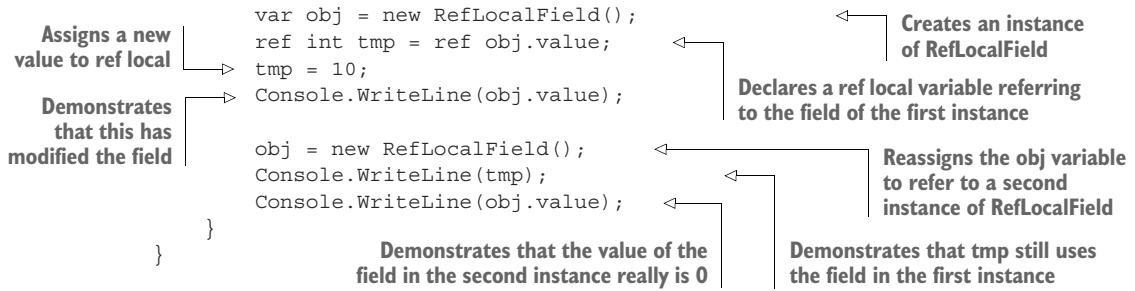 var obj = new RefLocalField();
Creates an instance
of RefLocalField
Assigns a new
value to ref local
ref int tmp = ref obj.value;
tmp = 10;
Declares a ref local variable referring
to the field of the first instance
Demonstrates
that this has
modified the field
Console.WriteLine(obj.value);
obj = new RefLocalField();
Reassigns the obj variable
to refer to a second
instance of RefLocalField
Console.WriteLine(tmp);
Console.WriteLine(obj.value);
}
}
Demonstrates that the value of the
field in the second instance really is 0
Demonstrates that tmp still uses
the field in the first instance